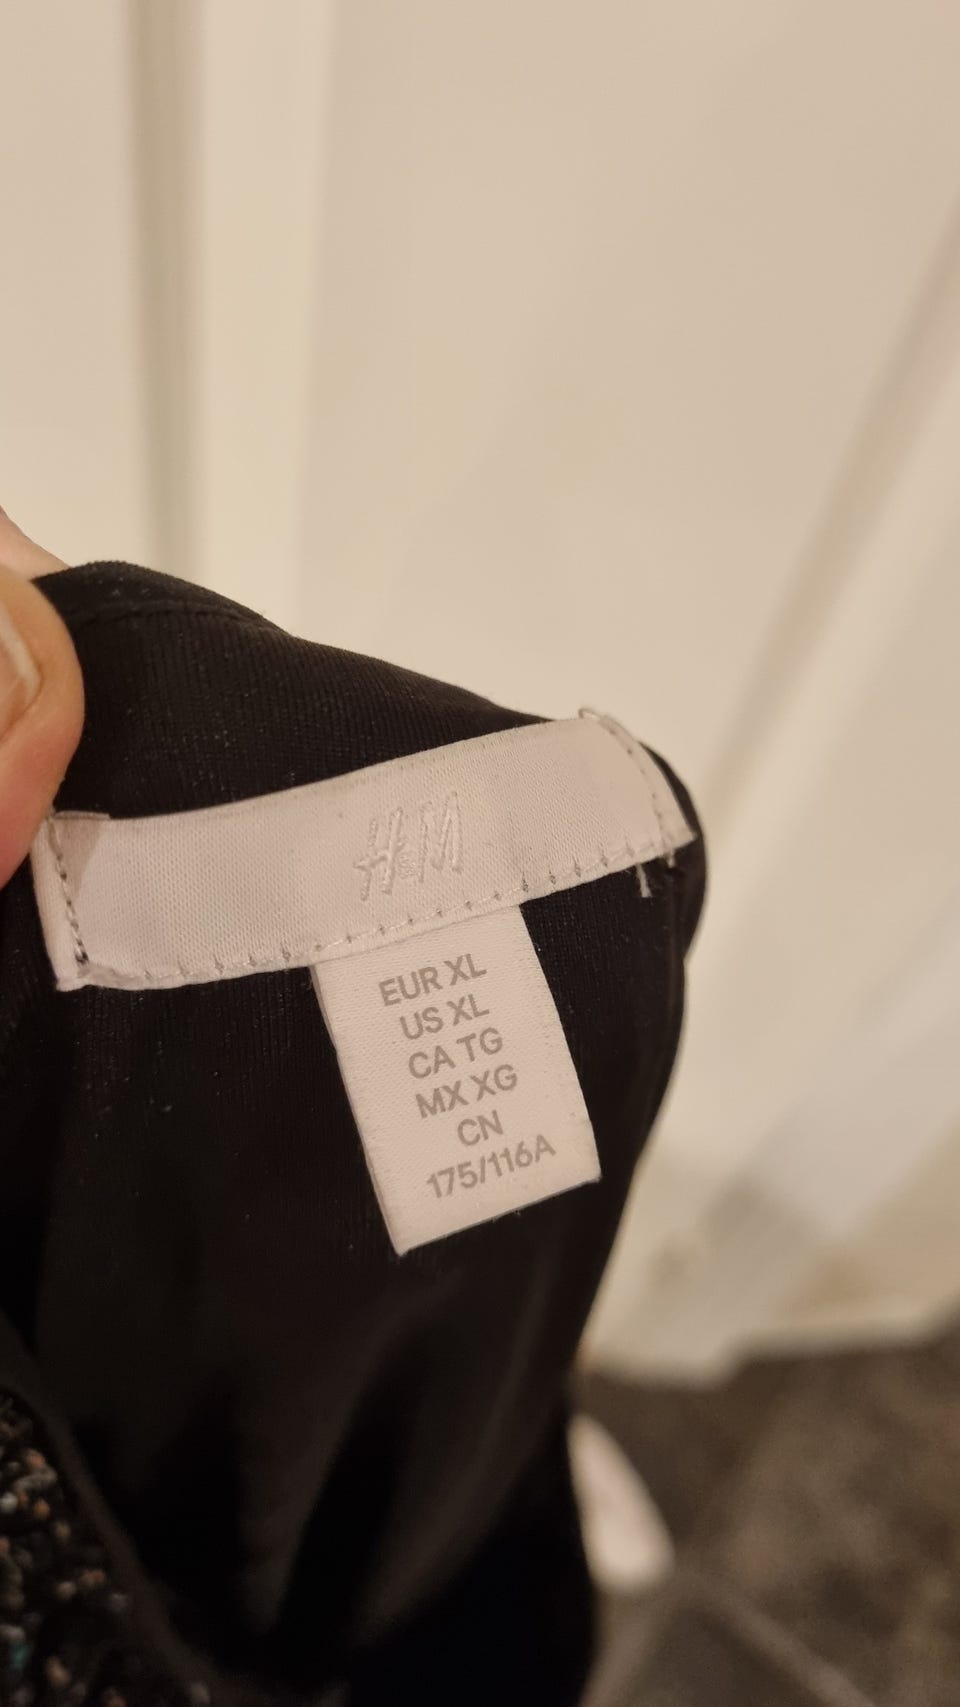 H&M
EUR XL
US XL
CA TG
MX XG
CN
175/116A